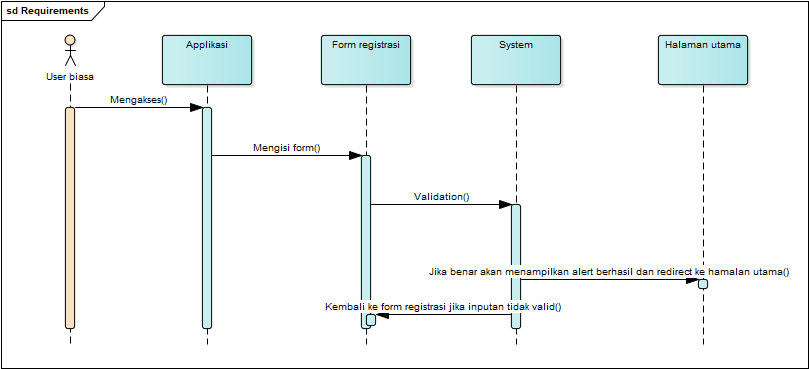 sd Requirements
Applikasi
Form registrasi
System
Halaman utama
User biasa
Mengakses()
Mengisi form()
Validation()
Jika benar akan menampilkan alert berhasil dan redirect ke hamalan utama()
Kembali ke form registrasi jika inputan tidak valid()